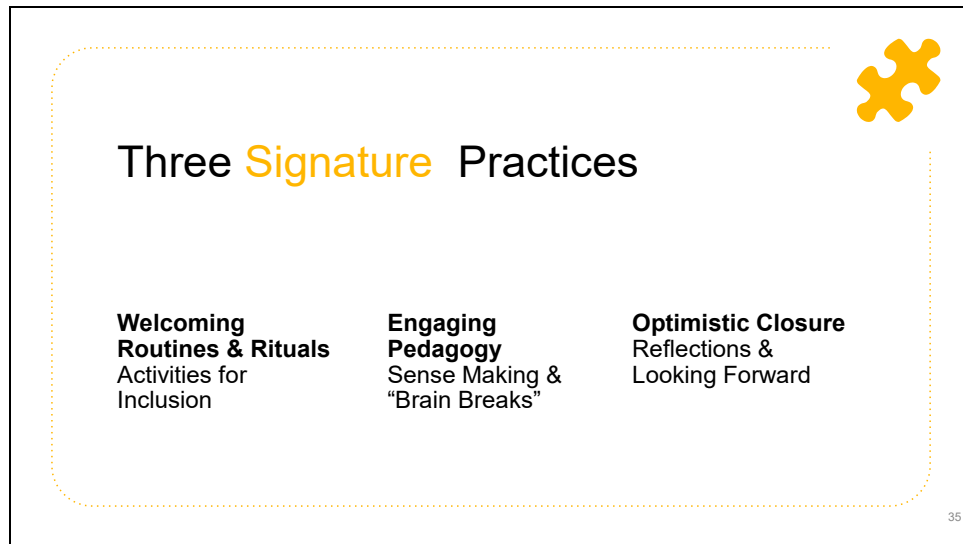 Three Signature Practices
Welcoming
Routines & Rituals
Activities for
Inclusion
Engaging
Pedagogy
Sense Making &
“Brain Breaks”
Optimistic Closure
Reflections &
Looking Forward
35